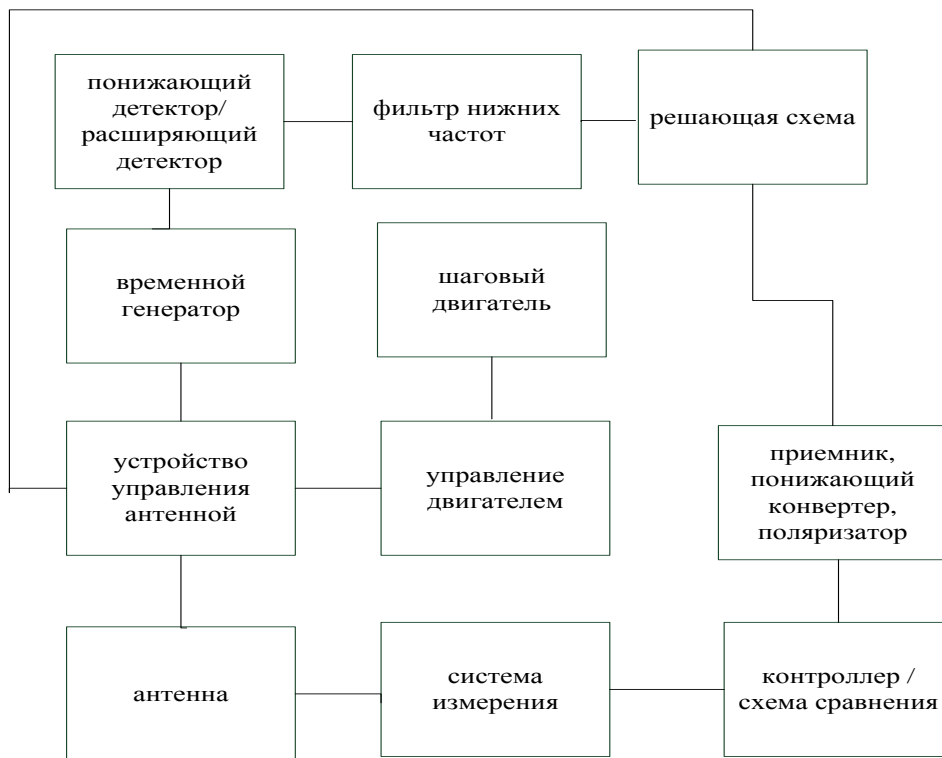 понижающий
детектор/
расширяющий
детектор
фильтр нижних
частот
решающая схема
временной
генератор
шаговый
двигатель
устройство
управления
антенной
управление
двигателем
приемник,
понижающий
конвертер,
поляризатор
антенна
система
измерения
контроллер /
схема сравнения